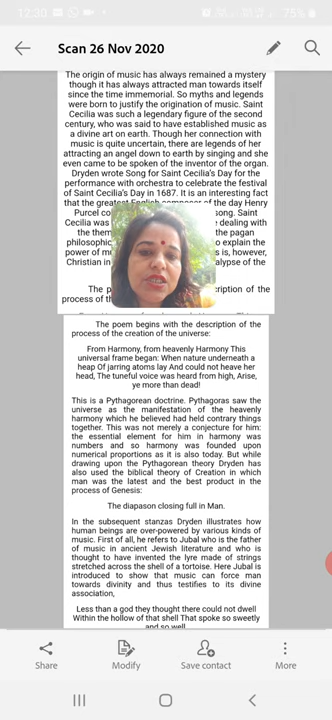 12:30
75%
Scan 26 Nov 2020
The origin of music has always remained a mystery
though it has always attracted man towards itself
since the time immemorial. So myths and legends
were born to justify the origination of music. Saint
Cecilia was such a legendary figure of the second
century, who was said to have established music as
a divine art on earth. Though her connection with
music is quite uncertain, there are legends of her
attracting an angel down to earth by singing and she
even came to be spoken of the inventor of the organ.
Dryden wrote Song for Saint Cecilia's Day for the
performance with orchestra to celebrate the festival
of Saint Cecilia's Day in 1687. It is an interesting fact
that the greatest English composer of the day Henry
Purcel song. Saint
Cecilia was dealing with
the them the pagan
philosophic o explain the
power of mu s is, however,
Christian in alypse of the
The p cription of the
process of th
The poem begins with the description of the
process of the creation of the universe:
From Harmony, from heavenly Harmony This
universal frame began: When nature underneath a
heap Of jarring atoms lay And could not heave her
head, The tuneful voice was heard from high, Arise,
ye more than dead!
This is a Pythagorean doctrine. Pythagoras saw the
universe as the manifestation of the heavenly
harmony which he believed had held contrary things
together. This was not merely a conjecture for him:
the essential element for him in harmony was
numbers and so harmony was founded upon
numerical proportions as it is also today. But while
drawing upon the Pythagorean theory Dryden has
also used the biblical theory of Creation in which
man was the latest and the best product in the
process of Genesis:
The diapason closing full in Man.
In the subsequent stanzas Dryden illustrates how
human beings are over-powered by various kinds of
music. First of all, he refers to Jubal who is the father
of music in ancient Jewish literature and who is
thought to have invented the lyre made of strings
stretched across the shell of a tortoise. Here Jubal is
introduced to show that music can force man
towards divinity and thus testifies to its divine
association,
Less than a god they thought there could not dwell
Within the hollow of that shell That spoke so sweetly
and so well
Share Modify Save contact More